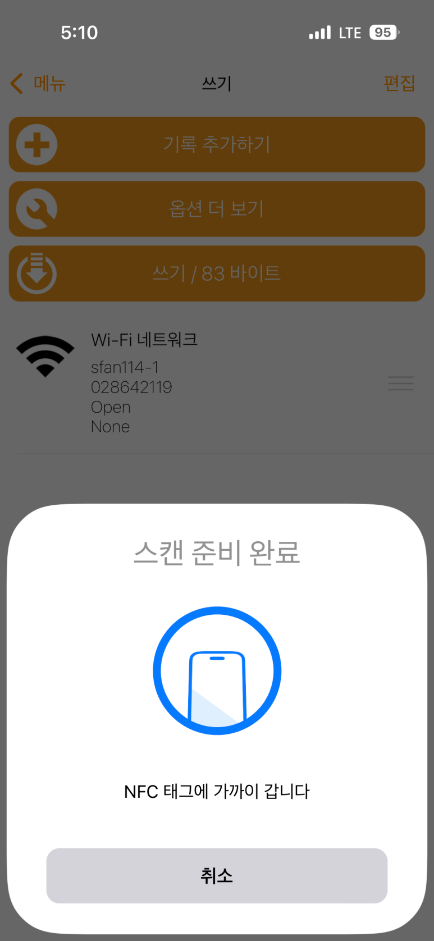 5:10 LTE 95
메뉴 쓰기 편집
기록 추가하기
옵션 더 보기
쓰기 / 83 바이트
Wi-Fi 네트워크
sfan114-1
028642119
Open
None
스캔 준비 완료
NFC 태그에 가까이 갑니다
취소